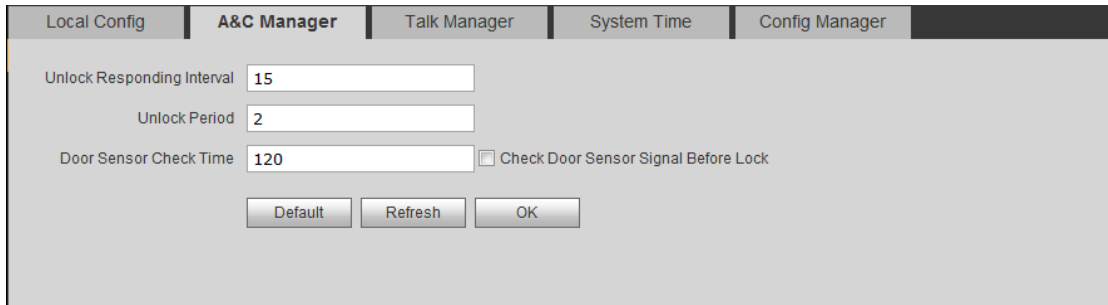 Local Config A&C Manager Talk Manager System Time Config Manager
Unlock Responding Interval 15
Unlock Period 2
Door Sensor Check Time 120 Check Door Sensor Signal Before Lock
Default Refresh OK